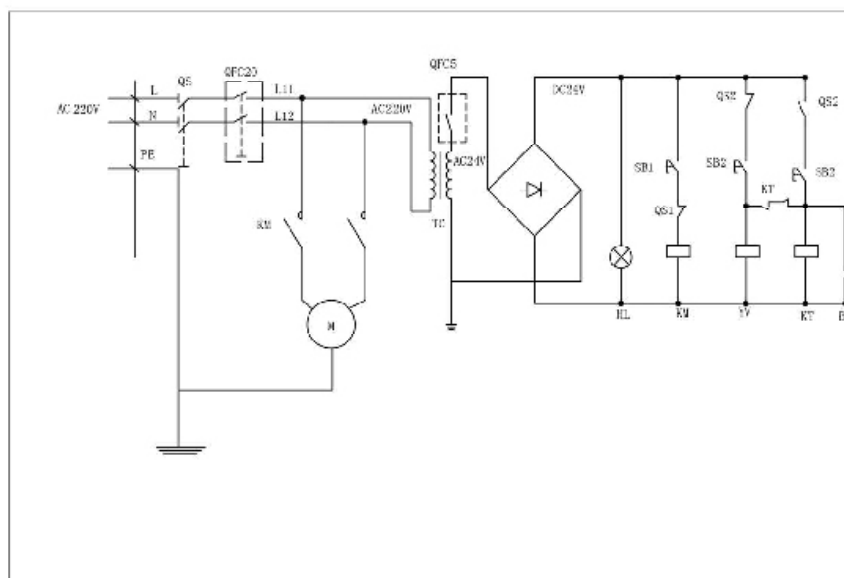 QS
QFC20
L
L11
AC 220V
N
L12
AC220V
PE
QFC5
AC24V
TC
KM
M
DC24V
QS2
QS2
SB1
SB2
SB2
KT
QS1
HL
KM
YV
KT